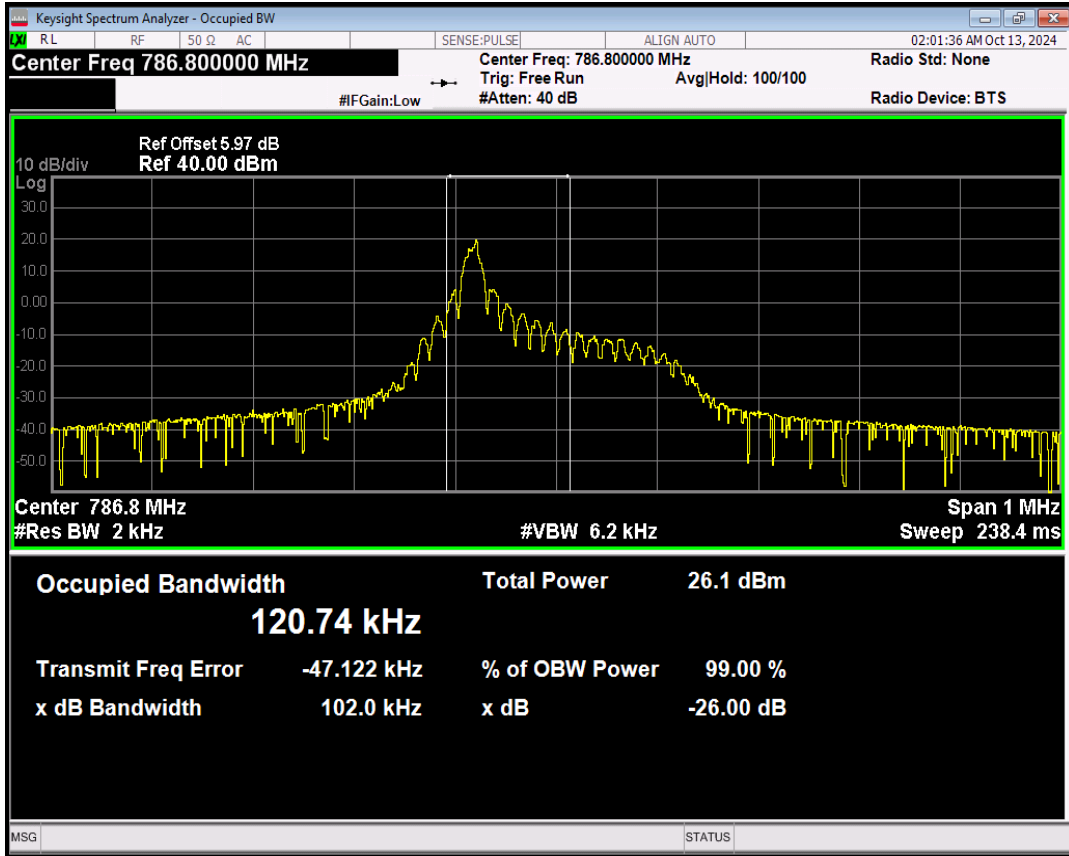 Keysight Spectrum Analyzer - Occupied BW
LXI RL RF 50 Ω AC SENSE:PULSE ALIGN AUTO 02:01:36 AM Oct 13, 2024
Center Freq 786.800000 MHz Center Freq: 786.800000 MHz Radio Std: None
Trig: Free Run Avg|Hold: 100/100
#IFGain:Low #Atten: 40 dB Radio Device: BTS
Ref Offset 5.97 dB
10 dB/div Ref 40.00 dBm
Log
30.0
20.0
10.0
0.00
-10.0
-20.0
-30.0
-40.0
-50.0
Center 786.8 MHz Span 1 MHz
#Res BW 2 kHz #VBW 6.2 kHz Sweep 238.4 ms
Occupied Bandwidth Total Power 26.1 dBm
120.74 kHz
Transmit Freq Error -47.122 kHz % of OBW Power 99.00 %
x dB Bandwidth 102.0 kHz x dB -26.00 dB
MSG STATUS